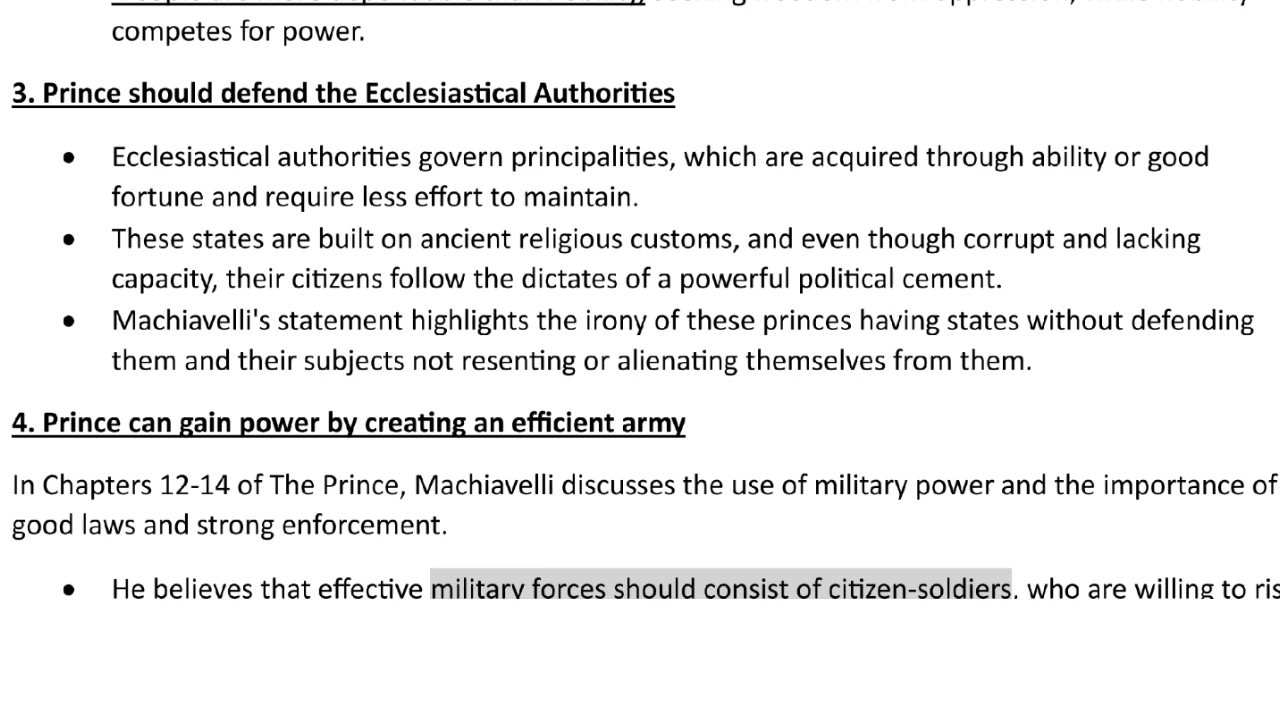 competes for power.
3. Prince should defend the Ecclesiastical Authorities
• Ecclesiastical authorities govern principalities, which are acquired through ability or good
fortune and require less effort to maintain.
• These states are built on ancient religious customs, and even though corrupt and lacking
capacity, their citizens follow the dictates of a powerful political cement.
• Machiavelli's statement highlights the irony of these princes having states without defending
them and their subjects not resenting or alienating themselves from them.
4. Prince can gain power by creating an efficient army
In Chapters 12-14 of The Prince, Machiavelli discusses the use of military power and the importance of
good laws and strong enforcement.
• He believes that effective military forces should consist of citizen-soldiers, who are willing to ris